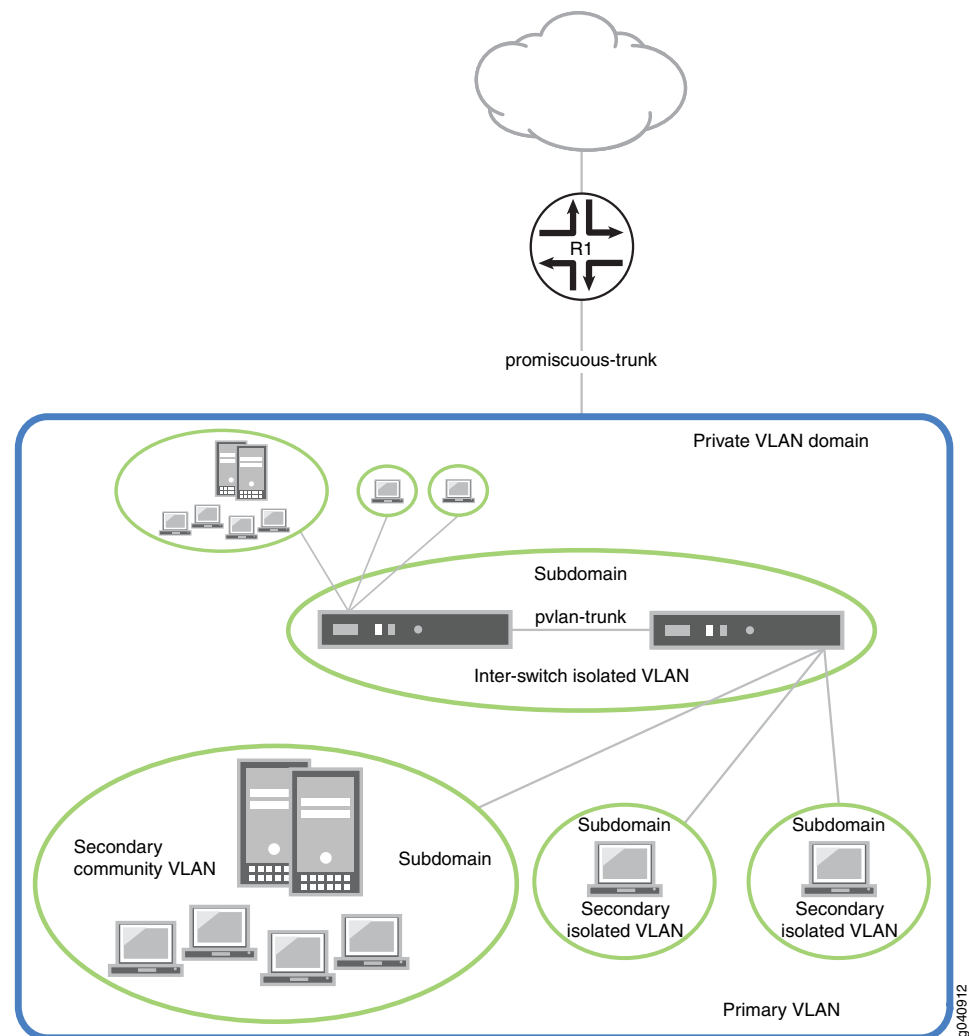 R1
promiscuous-trunk
Private VLAN domain
Subdomain
pvlan-trunk
Inter-switch isolated VLAN
Secondary
community VLAN
Subdomain
Subdomain
Secondary
isolated VLAN
Subdomain
Secondary
isolated VLAN
Primary VLAN
g040912